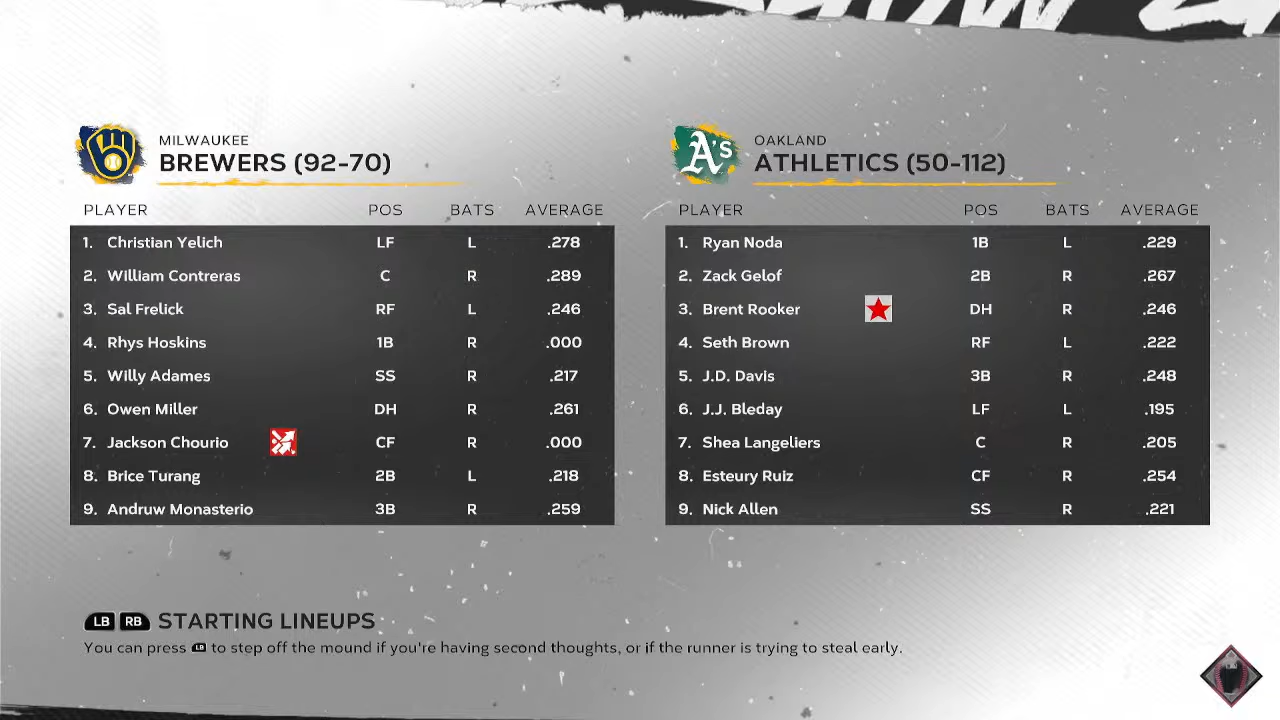 MILWAUKEE
BREWERS (92-70)
PLAYER POS BATS AVERAGE
1. Christian Yelich LF L .278
2. William Contreras C R .289
3. Sal Frelick RF L .246
4. Rhys Hoskins 1B R .000
5. Willy Adames SS R .217
6. Owen Miller DH R .261
7. Jackson Chourio CF R .000
8. Brice Turang 2B L .218
9. Andruw Monasterio 3B R .259
OAKLAND
A's ATHLETICS (50-112)
PLAYER POS BATS AVERAGE
1. Ryan Noda 1B L .229
2. Zack Gelof 2B R .267
3. Brent Rooker DH R .246
4. Seth Brown RF L .222
5. J.D. Davis 3B R .248
6. J.J. Bleday LF L .195
7. Shea Langeliers C R .205
8. Esteury Ruiz CF R .254
9. Nick Allen SS R .221
LB RB STARTING LINEUPS
You can press LB to step off the mound if you're having second thoughts, or if the runner is trying to steal early.